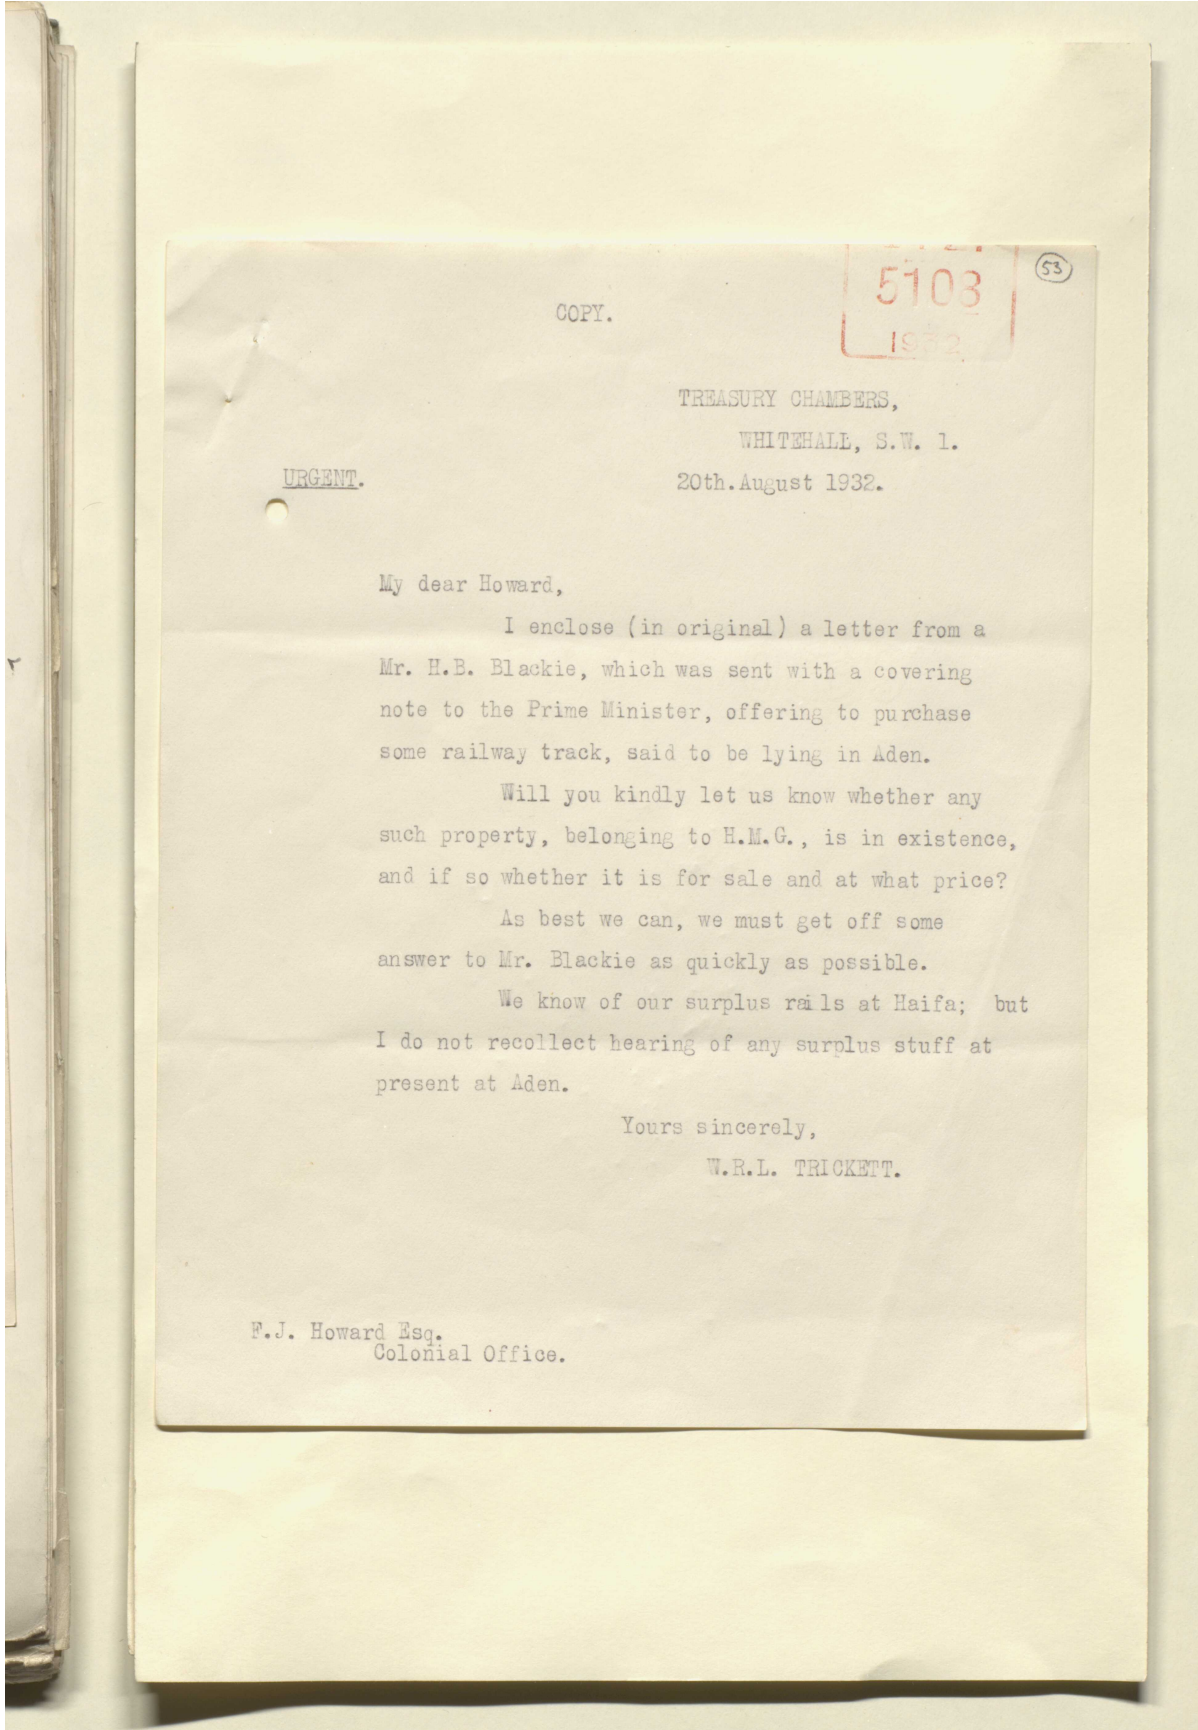 5103
1932
53
COPY.
TREASURY CHAMBERS,
WHITEHALL, S.W. 1.
URGENT.
20th. August 1932.
My dear Howard,
I enclose (in original) a letter from a
Mr. H.B. Blackie, which was sent with a covering
note to the Prime Minister, offering to purchase
some railway track, said to be lying in Aden.
Will you kindly let us know whether any
such property, belonging to H.M.G., is in existence,
and if so whether it is for sale and at what price?
As best we can, we must get off some
answer to Mr. Blackie as quickly as possible.
We know of our surplus rails at Haifa; but
I do not recollect hearing of any surplus stuff at
present at Aden.
Yours sincerely,
W.R.L. TRICKETT.
F.J. Howard Esq.
Colonial Office.